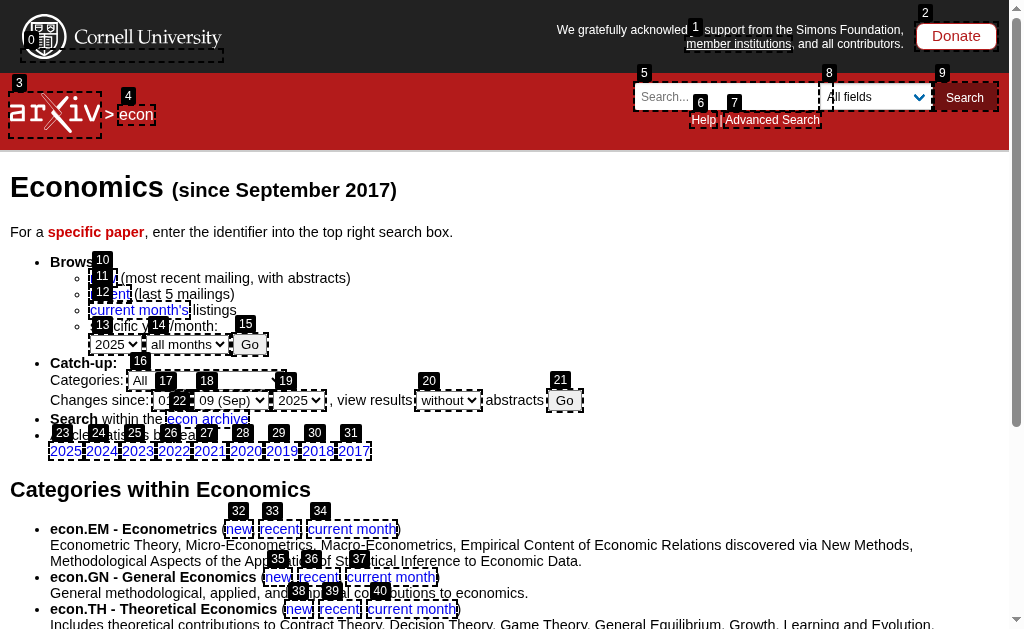 Cornell University
We gratefully acknowledge support from the Simons Foundation,
member institutions, and all contributors.
Donate
0
1
2
3
4
5
6
7
8
9
arXiv > econ
Search...
All fields
Search
Help | Advanced Search
Economics (since September 2017)
For a specific paper, enter the identifier into the top right search box.
Browse:
10
11
(most recent mailing, with abstracts)
12
recent (last 5 mailings)
current month's listings
13
14
15
specific year/month:
2025 all months Go
Catch-up:
16
Categories: All
17
18
19
20
21
Changes since: 09 (Sep) 2025 , view results without abstracts Go
22
Search within the econ archive
Article statistics by year:
23
24
25
26
27
28
29
30
31
2025 2024 2023 2022 2021 2020 2019 2018 2017
Categories within Economics
32
33
34
econ.EM - Econometrics (new recent current month)
Econometric Theory, Micro-Econometrics, Macro-Econometrics, Empirical Content of Economic Relations discovered via New Methods,
Methodological Aspects of the Application of Statistical Inference to Economic Data.
35
36
37
econ.GN - General Economics (new recent current month)
General methodological, applied, and empirical contributions to economics.
38
39
40
econ.TH - Theoretical Economics (new recent current month)
Includes theoretical contributions to Contract Theory, Decision Theory, Game Theory, General Equilibrium, Growth, Learning and Evolution,